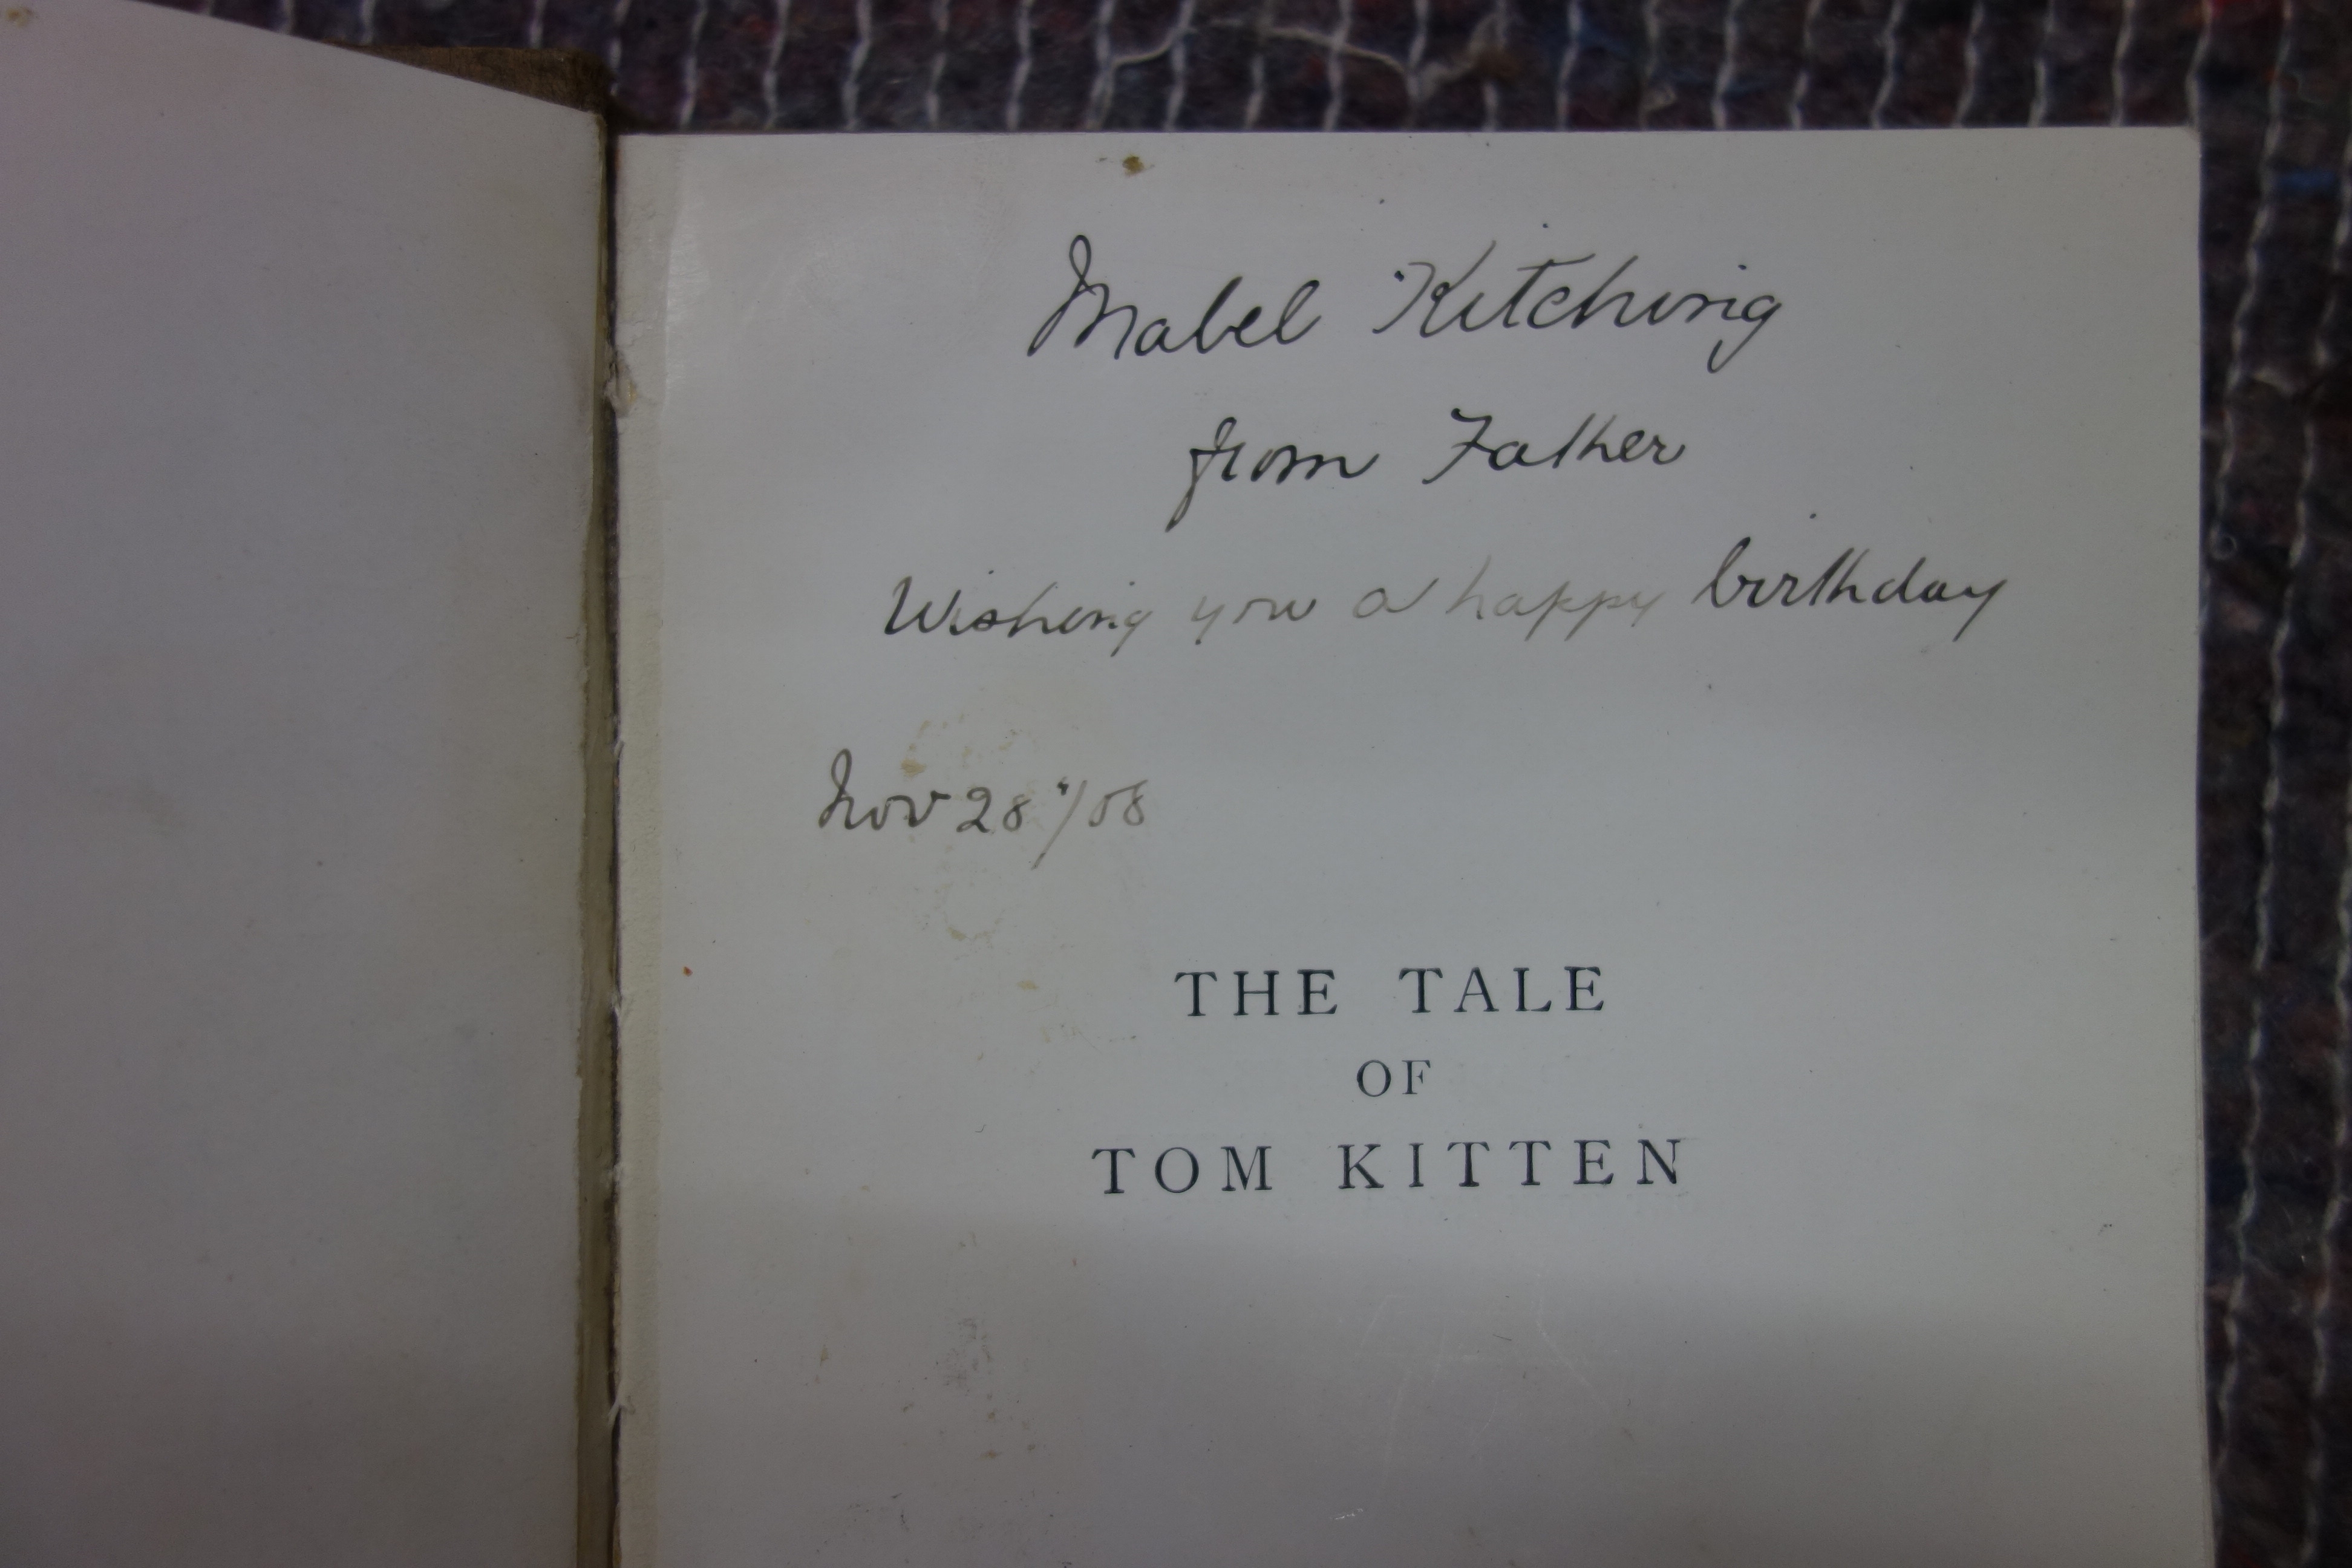 Mabel Kitching
from Father
Wishing you a happy birthday
Nov 28"/08
THE TALE
OF
TOM KITTEN